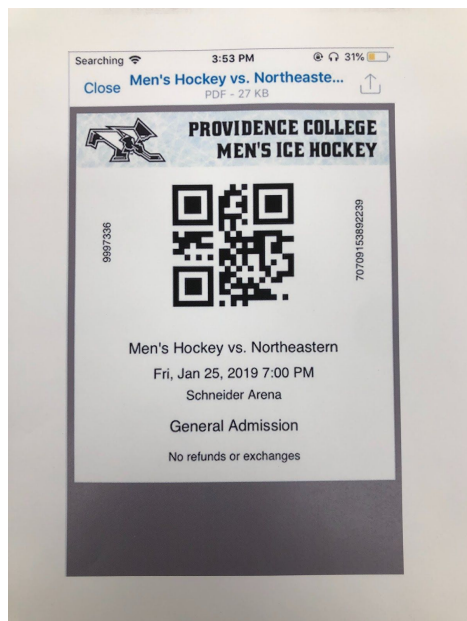 Searching 3:53 PM 31%
Close Men's Hockey vs. Northeaste...
PDF - 27 KB
PROVIDENCE COLLEGE
MEN'S ICE HOCKEY
9997336
70709153892239
Men's Hockey vs. Northeastern
Fri, Jan 25, 2019 7:00 PM
Schneider Arena
General Admission
No refunds or exchanges